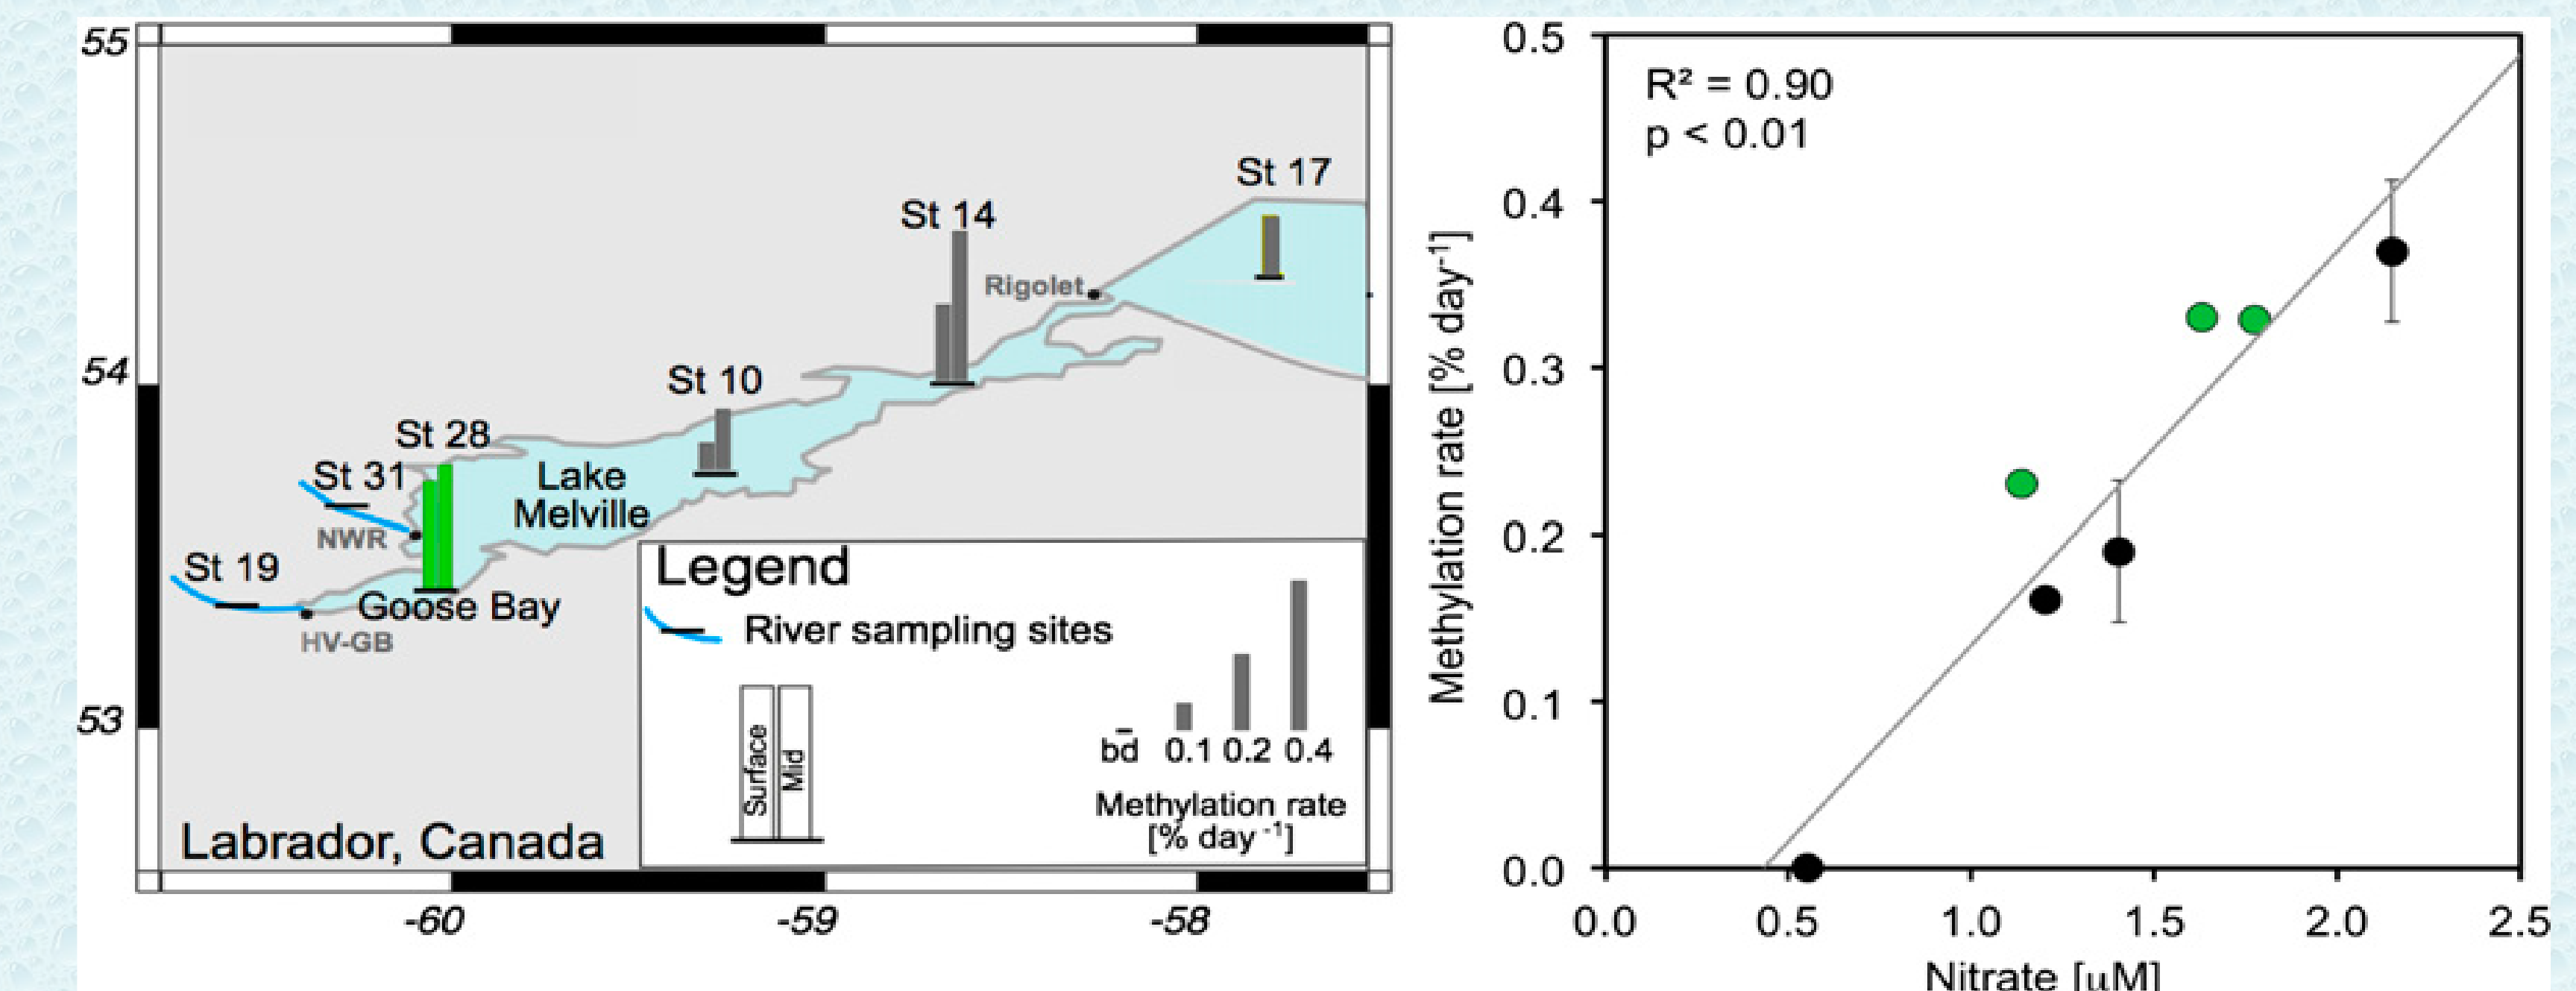 55
54
53
-60
-59
-58
St 17
St 14
Rigolet
St 10
St 28
St 31
Lake
Melville
NWR
St 19
Goose Bay
HV-GB
Labrador, Canada
Legend
River sampling sites
Surface
Mid
bd 0.1 0.2 0.4
Methylation rate
[% day -1]
R² = 0.90
p < 0.01
Methylation rate [% day-1]
0.5
0.4
0.3
0.2
0.1
0.0
0.0 0.5 1.0 1.5 2.0 2.5
Nitrate [µM]